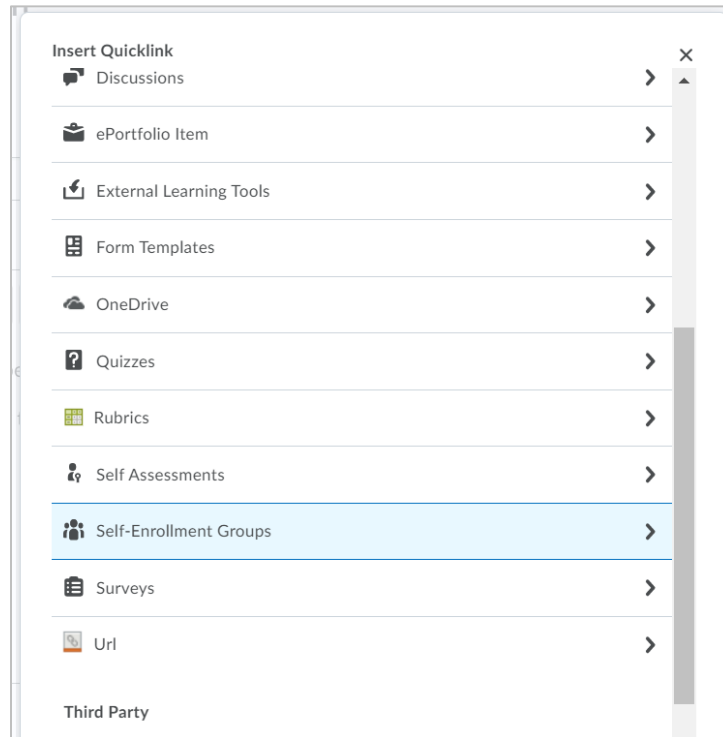 Insert Quicklink
Discussions
ePortfolio Item
External Learning Tools
Form Templates
OneDrive
Quizzes
Rubrics
Self Assessments
Self-Enrollment Groups
Surveys
Url
Third Party